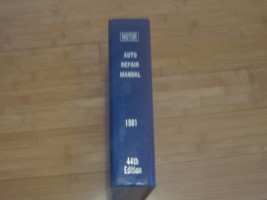 MOTOR
AUTO
REPAIR
MANUAL
1981
44th
Edition